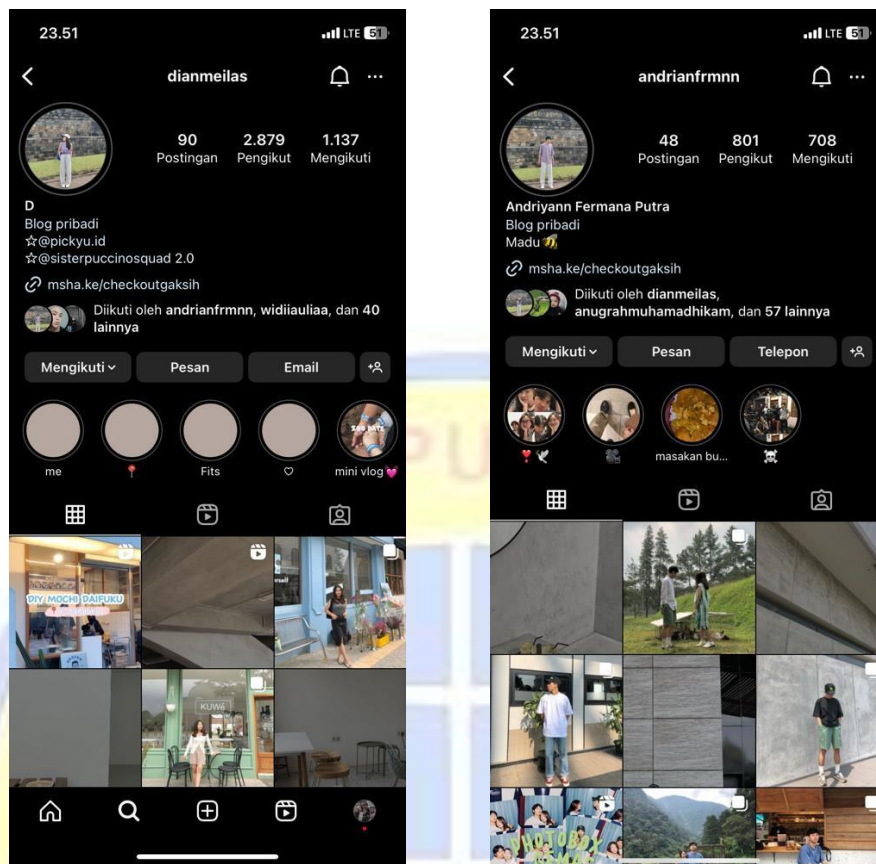 23.51
LTE 51
dianmeilas
90 2.879 1.137
Postingan Pengikut Mengikuti
D
Blog pribadi
☆@pickyu.id
☆@sisterpuccinosquad 2.0
msha.ke/checkoutgaksih
Diikuti oleh andrianfrmnn, widiiauliaa, dan 40
lainnya
Mengikuti Pesan Email
me 📍 Fits ♡ mini vlog 💓
DIY MOCHI DAIFUKU
KUWé
23.51
LTE 51
andrianfrmnn
48 801 708
Postingan Pengikut Mengikuti
Andriyann Fermana Putra
Blog pribadi
Madu🐝
msha.ke/checkoutgaksih
Diikuti oleh dianmeilas,
anugrahmuhamadhikam, dan 57 lainnya
Mengikuti Pesan Telepon
❣️🕊️ 🎥 masakan bu... ☠️
PHOTOBOX